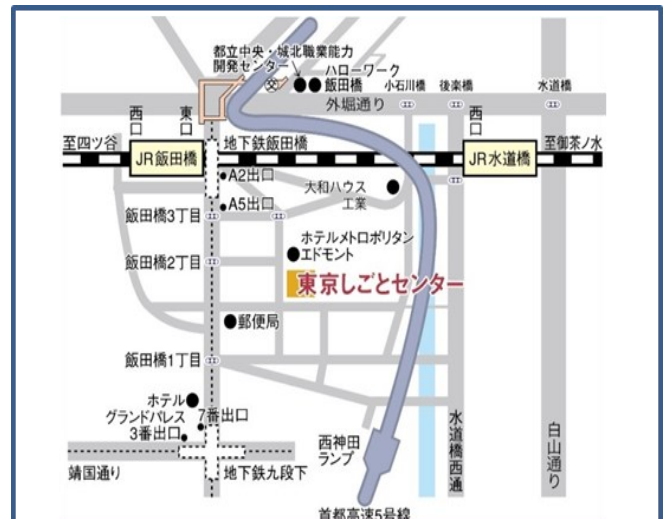 都立中央・城北職業能力
開発センター
ハローワーク
飯田橋
小石川橋
後楽橋
水道橋
外堀通り
西口
東口
西口
至四ツ谷
JR飯田橋
地下鉄飯田橋
JR水道橋
至御茶ノ水
A2出口
大和ハウス
工業
A5出口
飯田橋3丁目
ホテルメトロポリタン
エドモント
飯田橋2丁目
東京しごとセンター
郵便局
飯田橋1丁目
ホテル
グランドパレス
7番出口
3番出口
西神田
ランプ
水道橋西通
白山通り
靖国通り
地下鉄九段下
首都高速5号線